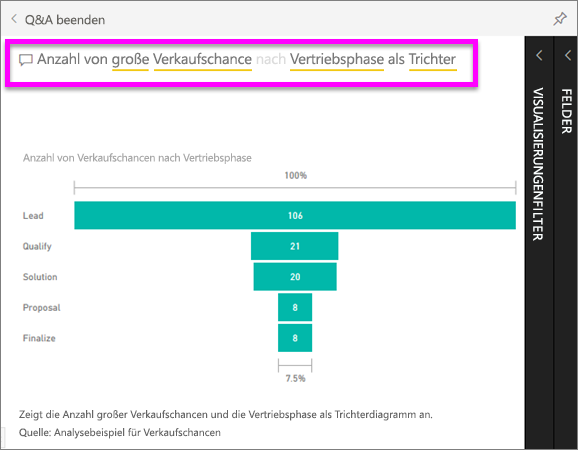 Q&A beenden
Anzahl von große Verkaufschance nach Vertriebsphase als Trichter
Anzahl von Verkaufschancen nach Vertriebsphase
100%
Lead 106
Qualify 21
Solution 20
Proposal 8
Finalize 8
7.5%
Zeigt die Anzahl großer Verkaufschancen und die Vertriebsphase als Trichterdiagramm an.
Quelle: Analysebeispiel für Verkaufschancen
VISUALISIERUNGENFILTER
FELDER